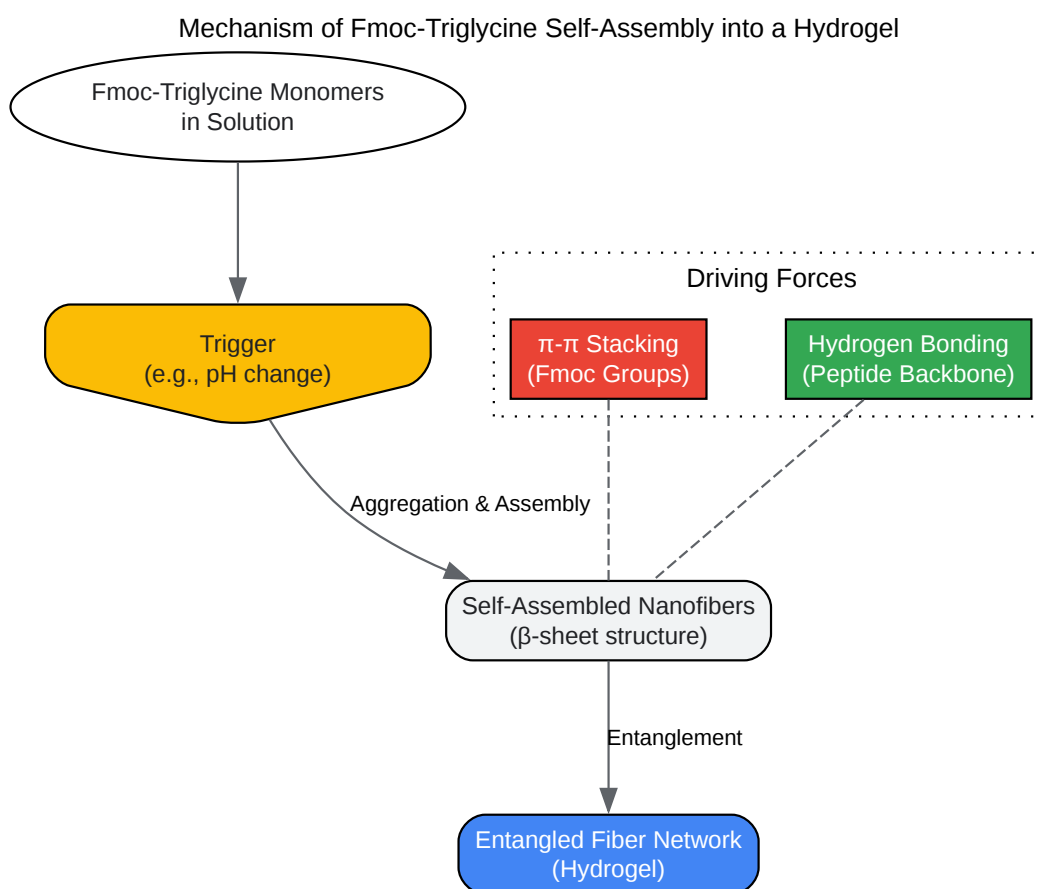 Mechanism of Fmoc-Triglycine Self-Assembly into a Hydrogel
Fmoc-Triglycine Monomers
in Solution
Trigger
(e.g., pH change)
Driving Forces
π-π Stacking
(Fmoc Groups)
Hydrogen Bonding
(Peptide Backbone)
Aggregation & Assembly
Self-Assembled Nanofibers
(β-sheet structure)
Entanglement
Entangled Fiber Network
(Hydrogel)